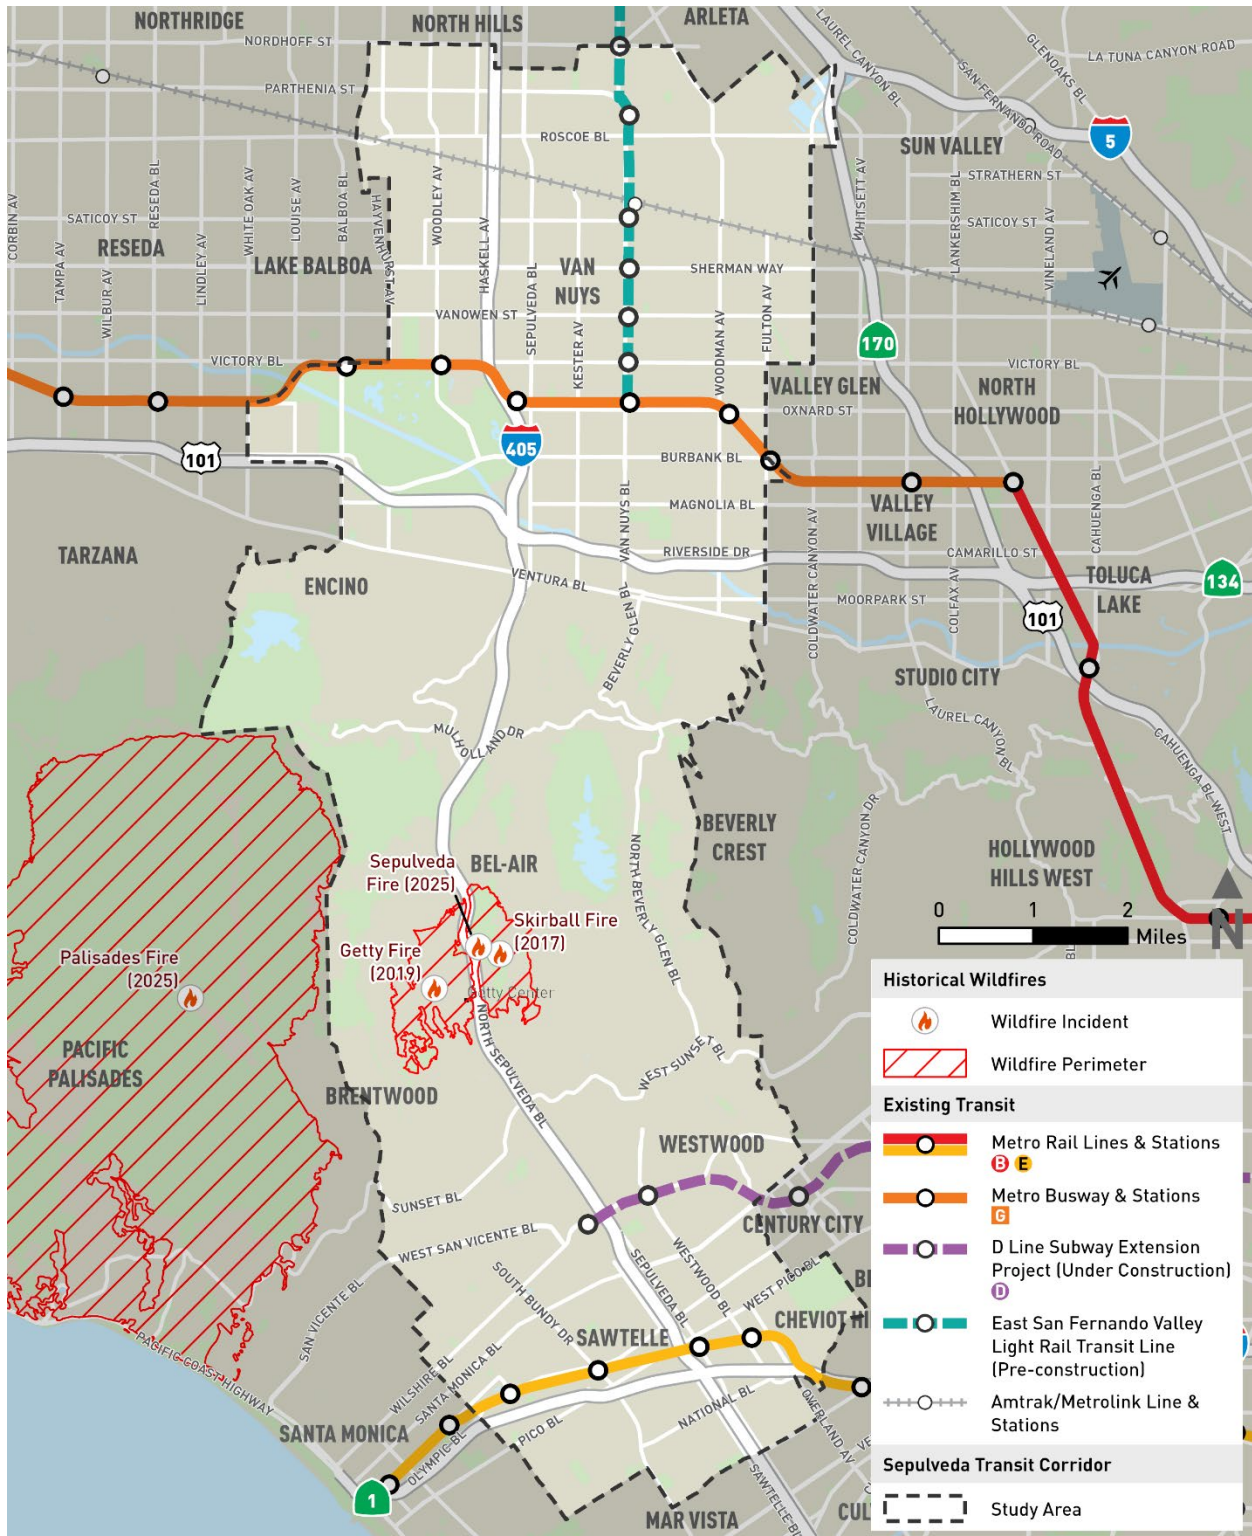 NORTHRIDGE
NORTH HILLS
ARLETA
NORDHOFF ST
LAUREL CANYON BL
GLENOAKS BL
LA TUNA CANYON ROAD
SAN FERNANDO ROAD
PARTHENIA ST
ROSCOE BL
SUN VALLEY
5
STRATHERN ST
CORBIN AV
TAMPA AV
SATICOY ST
WILBUR AV
RESEDA BL
RESEDA
LINDLEY AV
WHITE OAK AV
LOUISE AV
BALBOA BL
HAYVENHURST AV
WOODLEY AV
HASKELL AV
SEPULVEDA BL
LAKE BALBOA
VAN
NUYS
SHERMAN WAY
WHITSETT AV
LANKERSHIM BL
SATICOY ST
VINELAND AV
VANOWEN ST
KESTER AV
WOODMAN AV
FULTON AV
170
VICTORY BL
VICTORY BL
VALLEY GLEN
OXNARD ST
NORTH
HOLLYWOOD
405
101
BURBANK BL
MAGNOLIA BL
VAN NUYS BL
VALLEY
VILLAGE
CAHUENGA BL
TARZANA
ENCINO
RIVERSIDE DR
VENTURA BL
COLDWATER CANYON AV
CAMARILLO ST
MOORPARK ST
COLFAX AV
TOLUCA
LAKE
134
101
BEVERLY GLEN BL
STUDIO CITY
LAUREL CANYON BL
CAHUENGA BL WEST
MULHOLLAND DR
BEVERLY
CREST
COLDWATER CANYON DR
HOLLYWOOD
HILLS WEST
Sepulveda
Fire (2025)
BEL-AIR
NORTH BEVERLY GLEN BL
Skirball Fire
(2017)
Getty Fire
(2019)
Getty Center
Palisades Fire
(2025)
0 1 2
Miles
N
BL
PACIFIC
PALISADES
BRENTWOOD
NORTH SEPULVEDA BL
WEST SUNSET BL
WESTWOOD
SUNSET BL
WEST SAN VICENTE BL
CENTURY CITY
SEPULVEDA BL
WESTWOOD BL
WEST PICO BL
SOUTH BUNDY DR
SAWTELLE
CHEVIOT HI
BE
SAN VICENTE BL
PACIFIC COAST HIGHWAY
WILSHIRE BL
SANTA MONICA BL
SANTA MONICA
OLYMPIC BL
PICO BL
NATIONAL BL
OVERLAND AV
1
SAWTELLE BL
MAR VISTA
CUL
VE
Historical Wildfires
Wildfire Incident
Wildfire Perimeter
Existing Transit
Metro Rail Lines & Stations
B E
Metro Busway & Stations
G
D Line Subway Extension
Project (Under Construction)
D
East San Fernando Valley
Light Rail Transit Line
(Pre-construction)
Amtrak/Metrolink Line &
Stations
Sepulveda Transit Corridor
Study Area